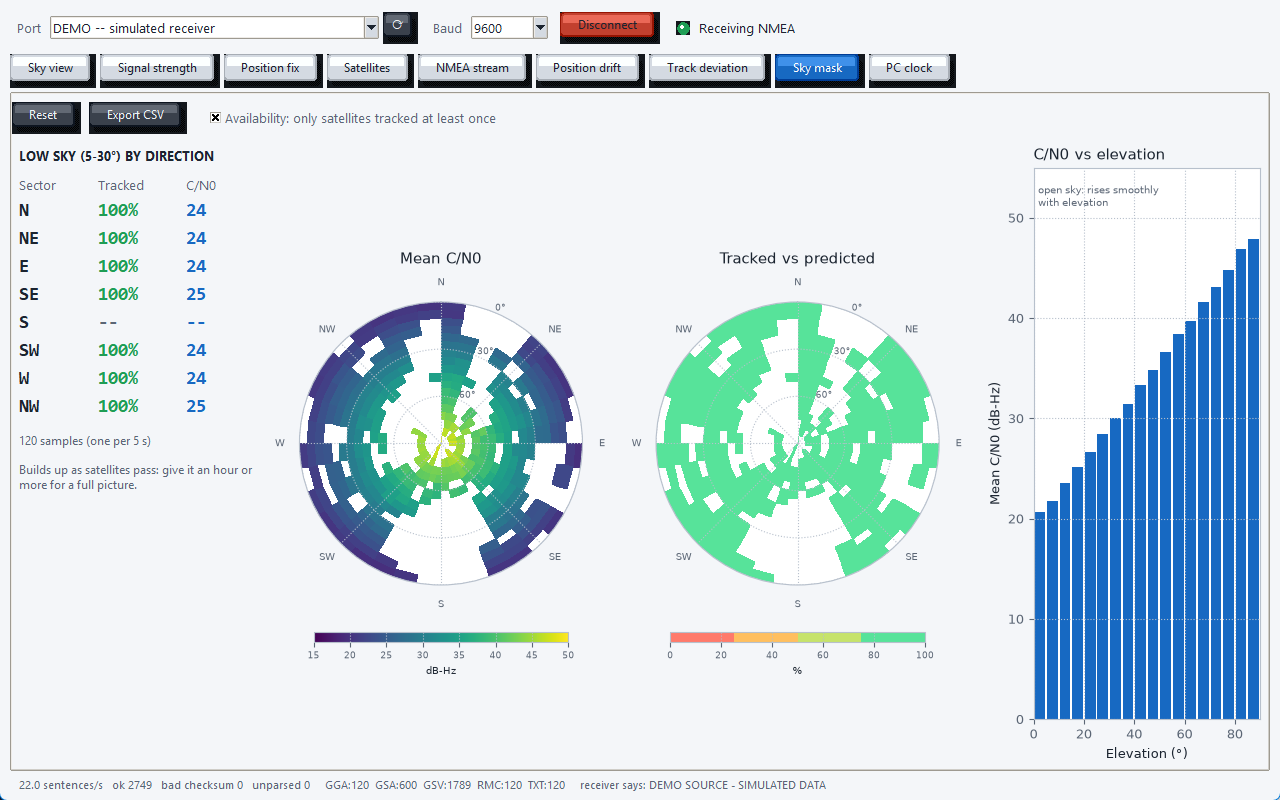 Port DEMO -- simulated receiver Baud 9600 Disconnect Receiving NMEA
Sky view Signal strength Position fix Satellites NMEA stream Position drift Track deviation Sky mask PC clock
Reset Export CSV Availability: only satellites tracked at least once
LOW SKY (5-30°) BY DIRECTION
Sector Tracked C/N0
N 100% 24
NE 100% 24
E 100% 24
SE 100% 25
S -- --
SW 100% 24
W 100% 24
NW 100% 25
120 samples (one per 5 s)
Builds up as satellites pass: give it an hour or
more for a full picture.
Mean C/N0
N
0°
NW NE
30°
60°
W E
SW SE
S
15 20 25 30 35 40 45 50
dB-Hz
Tracked vs predicted
N
0°
NW NE
30°
60°
W E
SW SE
S
0 20 40 60 80 100
%
C/N0 vs elevation
open sky: rises smoothly
with elevation
50
40
30
20
10
0
Mean C/N0 (dB-Hz)
0 20 40 60 80
Elevation (°)
22.0 sentences/s ok 2749 bad checksum 0 unparsed 0 GGA:120 GSA:600 GSV:1789 RMC:120 TXT:120 receiver says: DEMO SOURCE - SIMULATED DATA